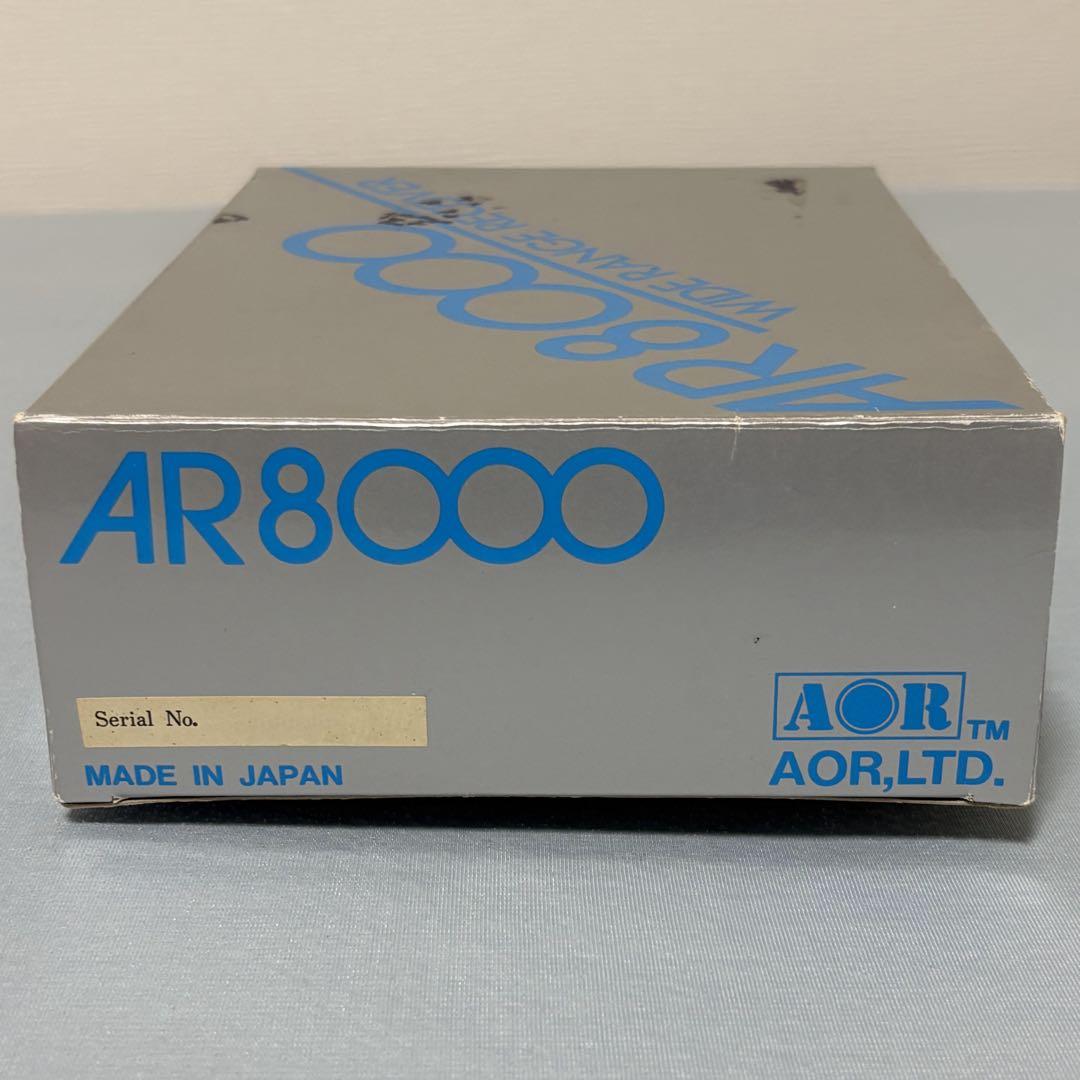 AR8000
WIDE RANGE RECEIVER
AR8000
Serial No.
MADE IN JAPAN
AOR TM
AOR,LTD.